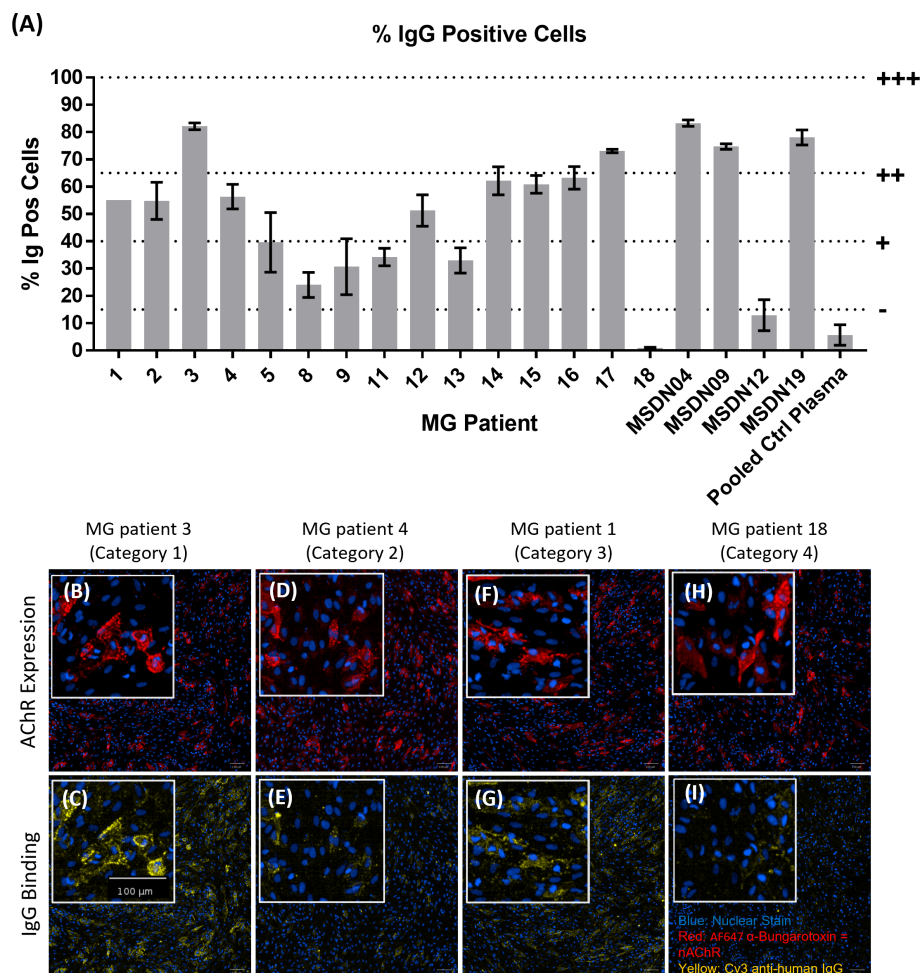 (A)
% IgG Positive Cells
% Ig Pos Cells
100
90
80
70
60
50
40
30
20
10
0
+++
++
+
-
1
2
3
4
5
8
9
11
12
13
14
15
16
17
18
MSDN04
MSDN09
MSDN12
MSDN19
Pooled Ctrl Plasma
MG Patient
MG patient 3
(Category 1)
MG patient 4
(Category 2)
MG patient 1
(Category 3)
MG patient 18
(Category 4)
AChR Expression
(B)
(D)
(F)
(H)
IgG Binding
(C)
100 µm
(E)
(G)
(I)
Blue: Nuclear Stain
Red: AF647 α-Bungarotoxin =
nAChR
Yellow: Cy3 anti-human IgG